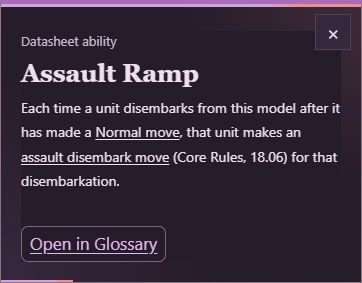 Datasheet ability
×
Assault Ramp
Each time a unit disembarks from this model after it
has made a Normal move, that unit makes an
assault disembark move (Core Rules, 18.06) for that
disembarkation.
Open in Glossary